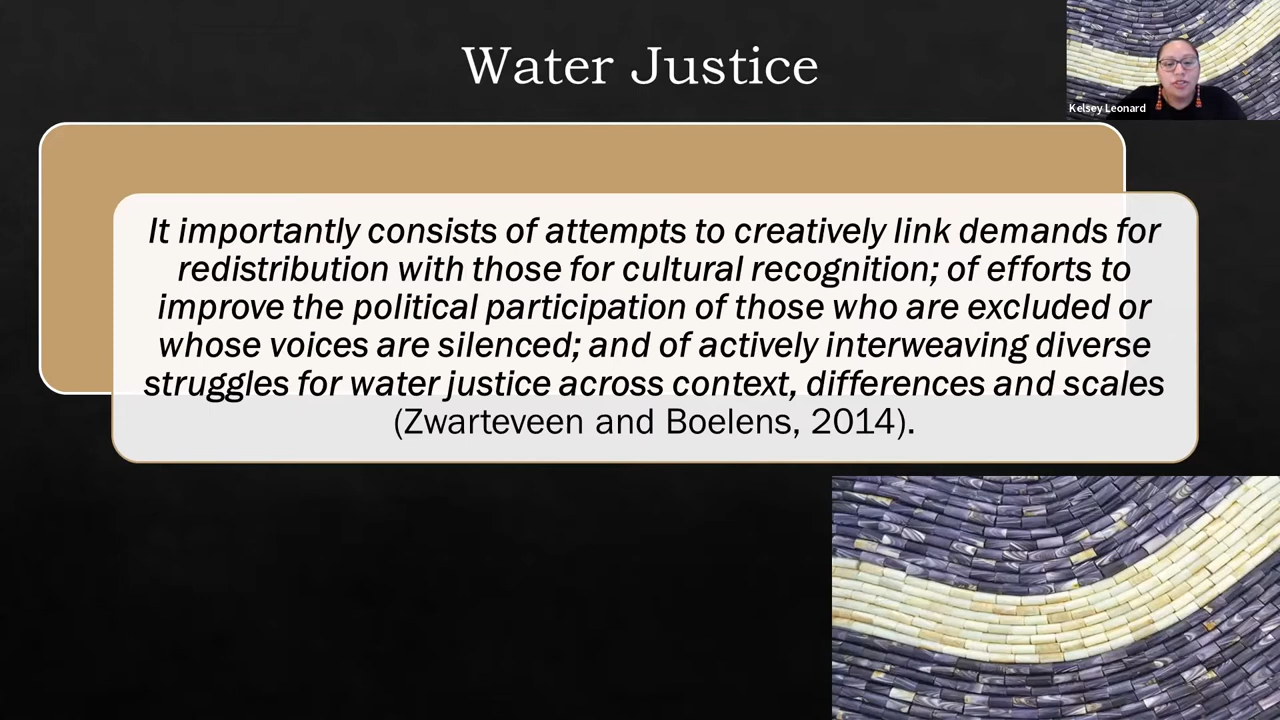 Water Justice
Kelsey Leonard
It importantly consists of attempts to creatively link demands for
redistribution with those for cultural recognition; of efforts to
improve the political participation of those who are excluded or
whose voices are silenced; and of actively interweaving diverse
struggles for water justice across context, differences and scales
(Zwarteveen and Boelens, 2014).